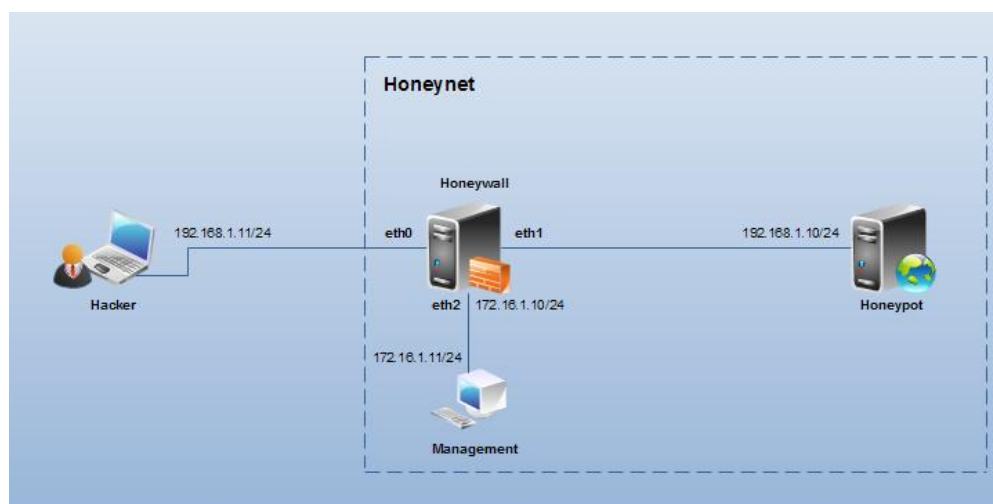 Honeynet
Honeywall
192.168.1.11/24
eth0
eth1
192.168.1.10/24
Hacker
eth2
172.16.1.10/24
Honeypot
172.16.1.11/24
Management